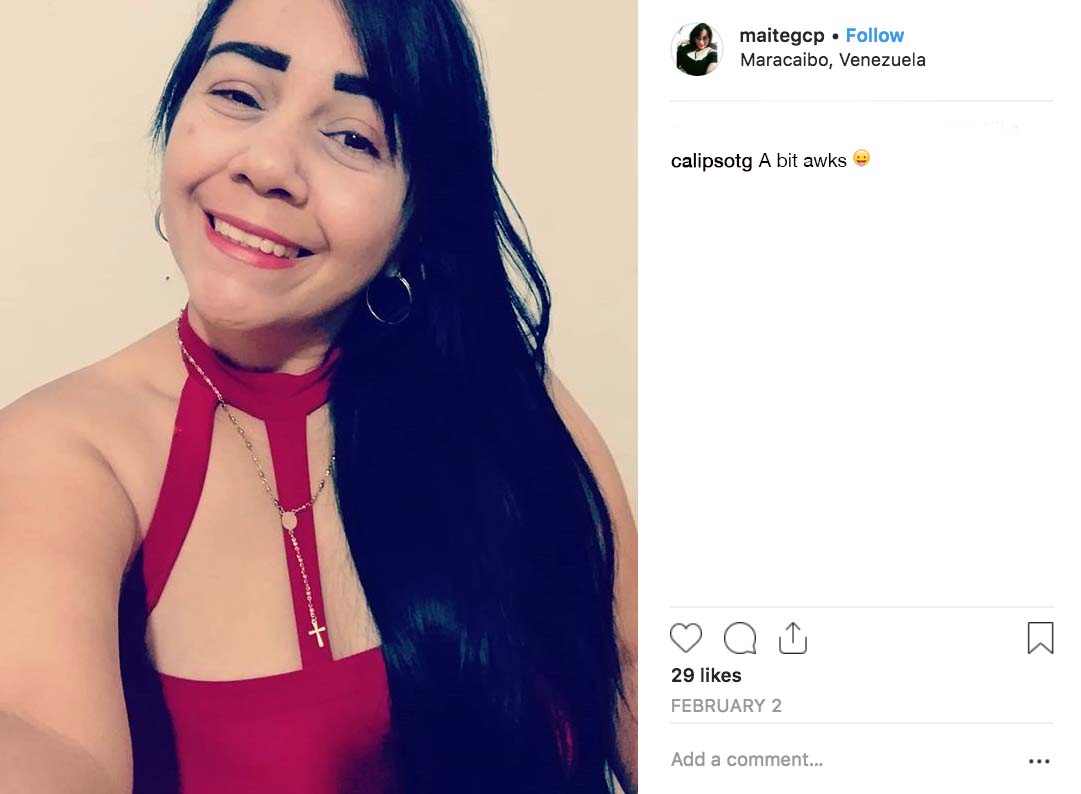 maitegcp • Follow
Maracaibo, Venezuela
calipsotg A bit awks 😛
29 likes
FEBRUARY 2
Add a comment...